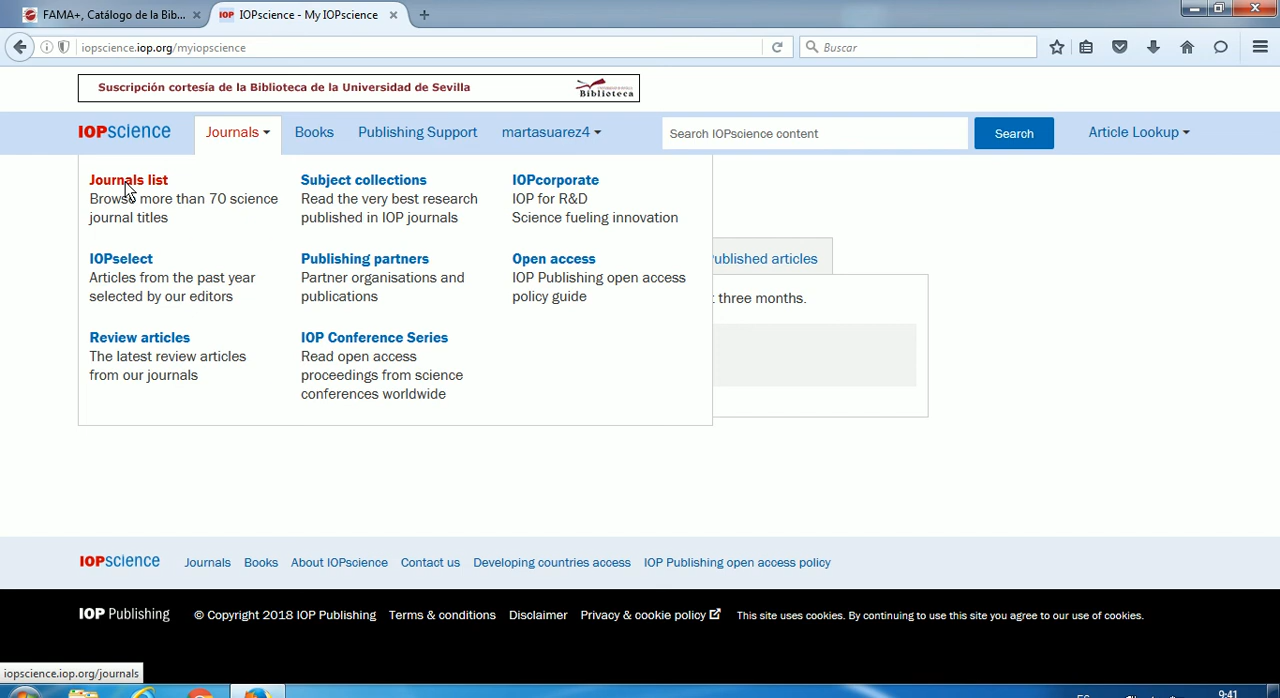 FAMA+, Catálogo de la Bib...
IOP IOPscience - My IOPscience
iopscience.iop.org/myiopscience
Buscar
Suscripción cortesía de la Biblioteca de la Universidad de Sevilla
Biblioteca
IOPscience
Journals
Books
Publishing Support
martasuarez4
Search IOPscience content
Search
Article Lookup
Journals list
Browse more than 70 science
journal titles
Subject collections
Read the very best research
published in IOP journals
IOPcorporate
IOP for R&D
Science fueling innovation
IOPselect
Articles from the past year
selected by our editors
Publishing partners
Partner organisations and
publications
Open access
IOP Publishing open access
policy guide
Review articles
The latest review articles
from our journals
IOP Conference Series
Read open access
proceedings from science
conferences worldwide
ublished articles
three months.
IOPscience
Journals
Books
About IOPscience
Contact us
Developing countries access
IOP Publishing open access policy
IOP Publishing
© Copyright 2018 IOP Publishing
Terms & conditions
Disclaimer
Privacy & cookie policy
This site uses cookies. By continuing to use this site you agree to our use of cookies.
iopscience.iop.org/journals
ES
9:41